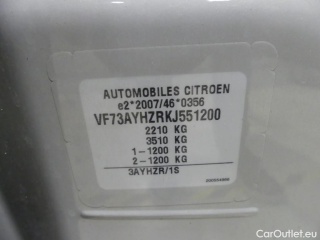 AUTOMOBILES CITROEN
e2*2007/46*0356
VF73AYHZRKJ551200
2210 KG
3510 KG
1-1200 KG
2-1200 KG
3AYHZR/1S
CarOutlet.eu